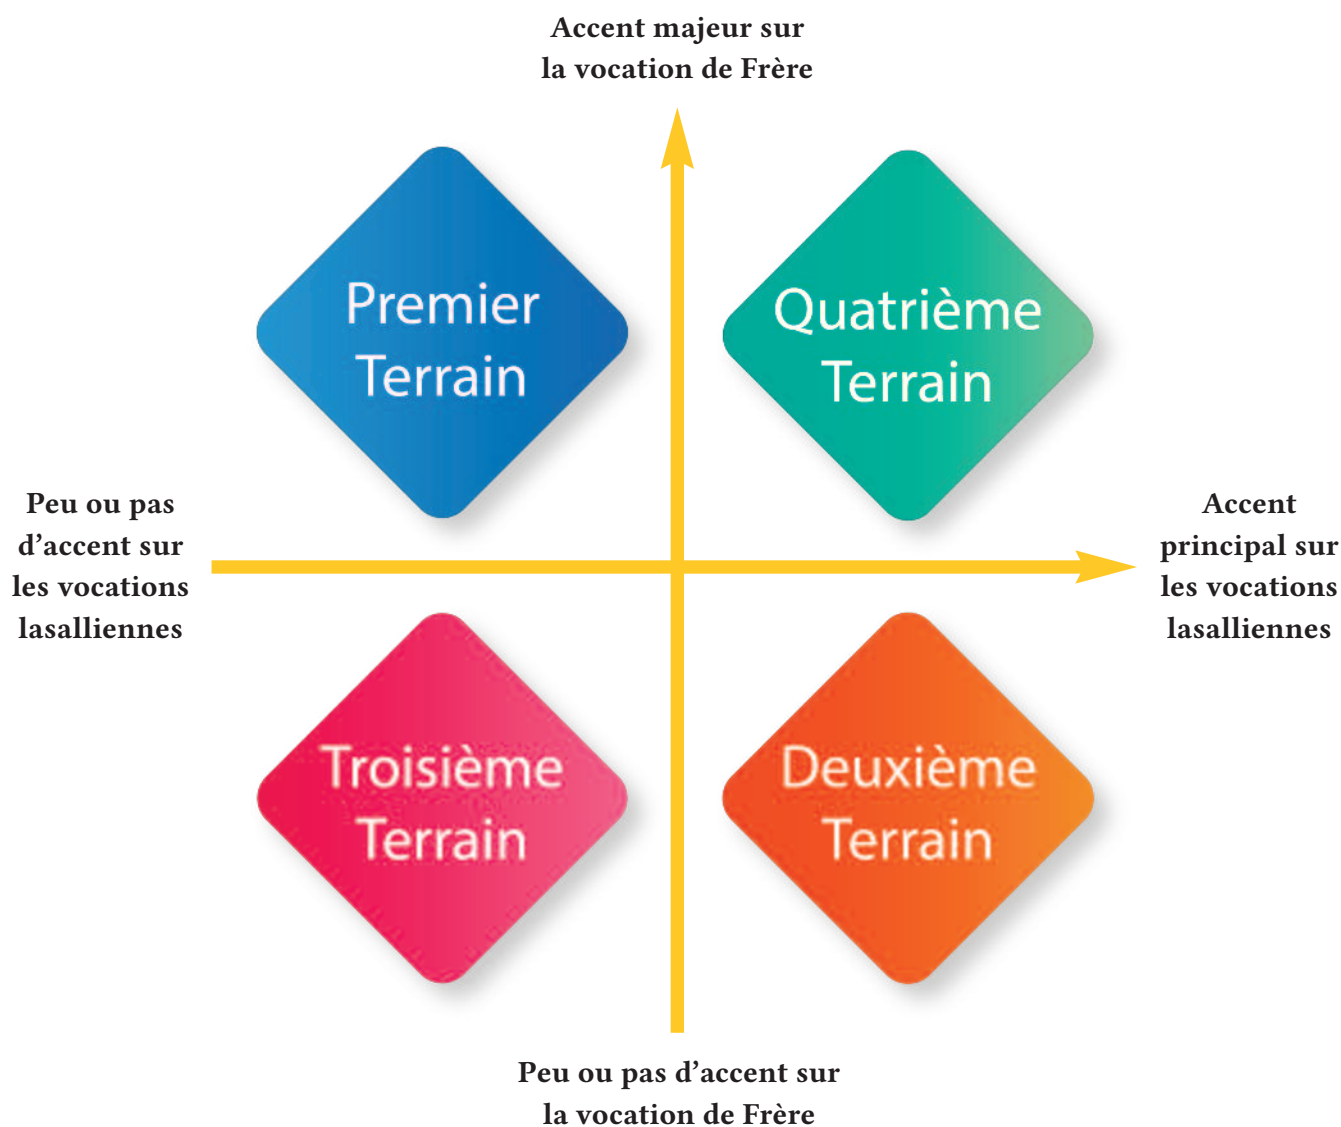 Accent majeur sur
la vocation de Frère
Premier
Terrain
Quatrième
Terrain
Peu ou pas
d’accent sur
les vocations
lasalliennes
Accent
principal sur
les vocations
lasalliennes
Troisième
Terrain
Deuxième
Terrain
Peu ou pas d’accent sur
la vocation de Frère